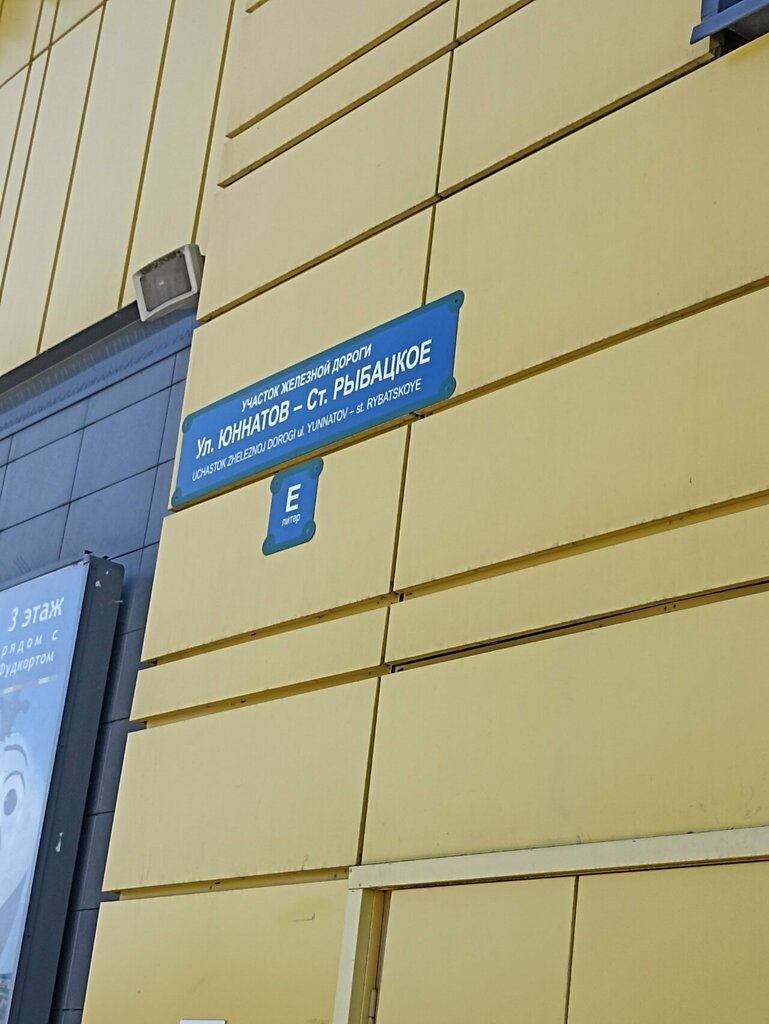 УЧАСТОК ЖЕЛЕЗНОЙ ДОРОГИ
Ул. ЮННАТОВ – Ст. РЫБАЦКОЕ
UCHASTOK ZHELEZNOJ DOROGI ul. YUNNATOV – st. RYBATSKOYE
Е
литер
3 этаж
рядом с
Фудкортом